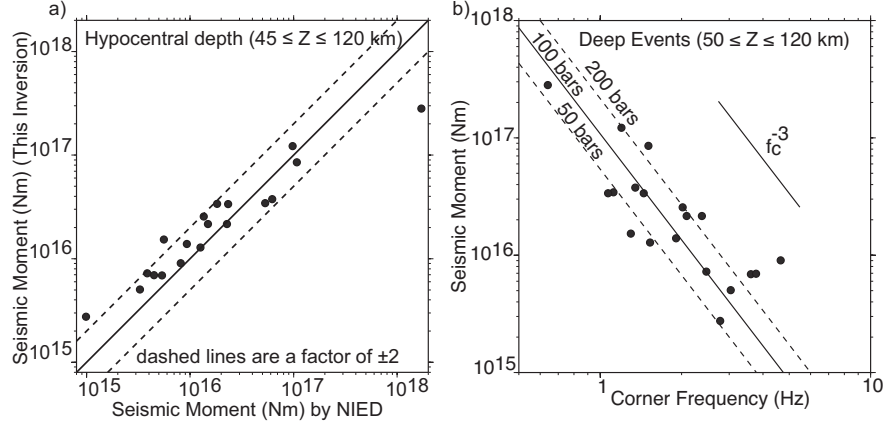 a)
Hypocentral depth (45 ≤ Z ≤ 120 km)
Seismic Moment (Nm) (This Inversion)
10^18
10^17
10^16
10^15
dashed lines are a factor of ±2
10^15
10^16
10^17
10^18
Seismic Moment (Nm) by NIED
b)
Deep Events (50 ≤ Z ≤ 120 km)
Seismic Moment (Nm)
10^18
10^17
10^16
10^15
100 bars
200 bars
50 bars
fc^-3
1
10
Corner Frequency (Hz)